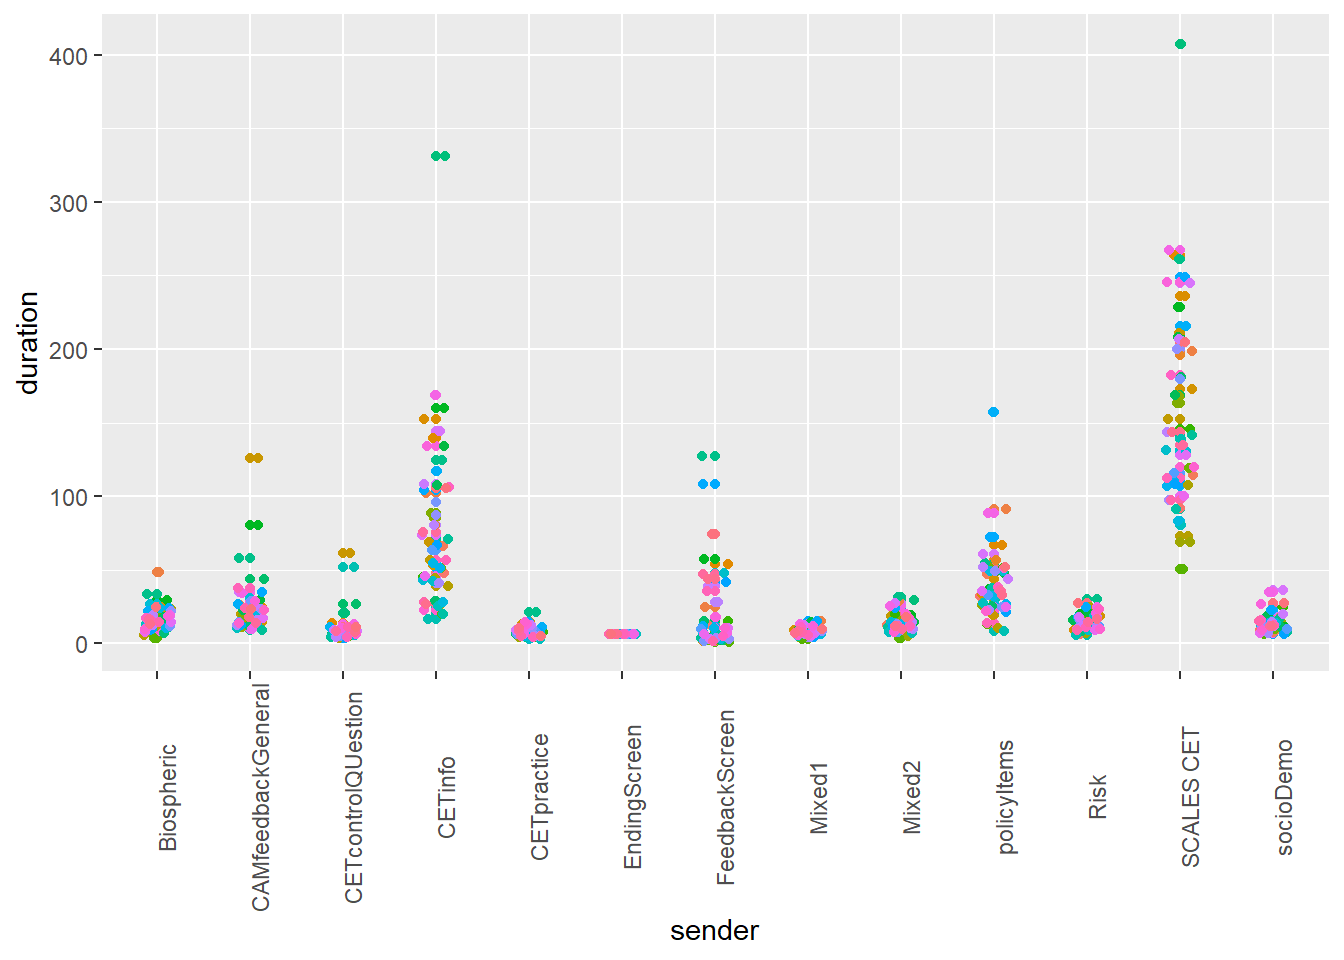 400
300
200
100
0
duration
Biospheric
CAMfeedbackGeneral
CETcontrolQUestion
CETinfo
CETpractice
EndingScreen
FeedbackScreen
Mixed1
Mixed2
policyItems
Risk
SCALES CET
socioDemo
sender